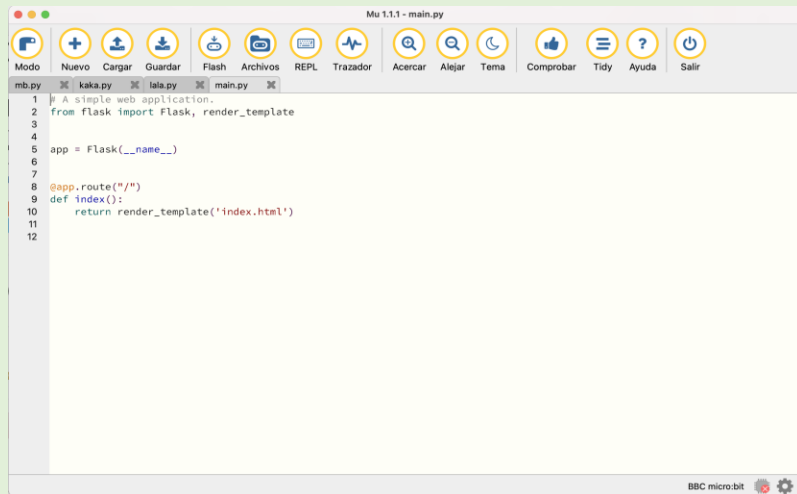 Mu 1.1.1 - main.py
Modo Nuevo Cargar Guardar Flash Archivos REPL Trazador Acercar Alejar Tema Comprobar Tidy Ayuda Salir
mb.py kaka.py lala.py main.py
1 # A simple web application.
2 from flask import Flask, render_template
3
4
5 app = Flask(__name__)
6
7
8 @app.route("/")
9 def index():
10     return render_template('index.html')
11
12
BBC micro:bit